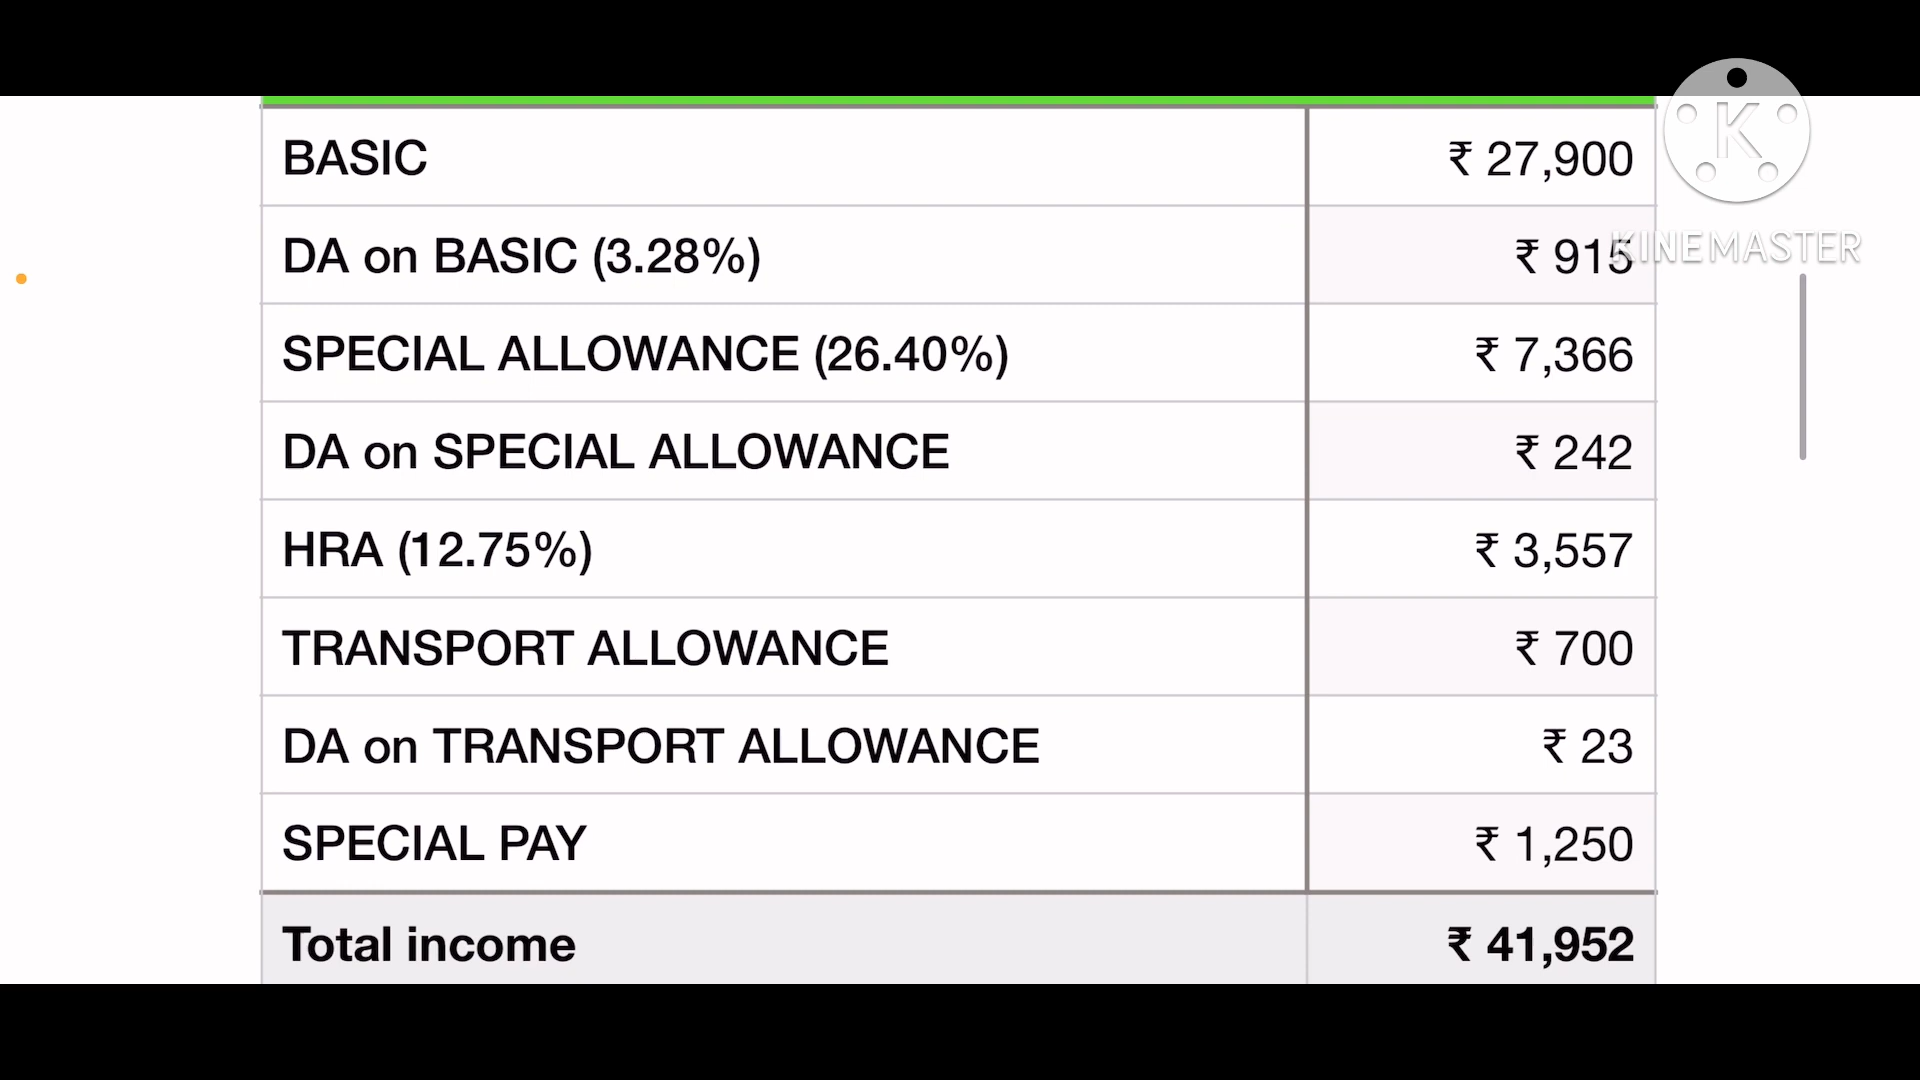 BASIC ₹ 27,900
DA on BASIC (3.28%) ₹ 915
SPECIAL ALLOWANCE (26.40%) ₹ 7,366
DA on SPECIAL ALLOWANCE ₹ 242
HRA (12.75%) ₹ 3,557
TRANSPORT ALLOWANCE ₹ 700
DA on TRANSPORT ALLOWANCE ₹ 23
SPECIAL PAY ₹ 1,250
Total income ₹ 41,952
K
KINEMASTER